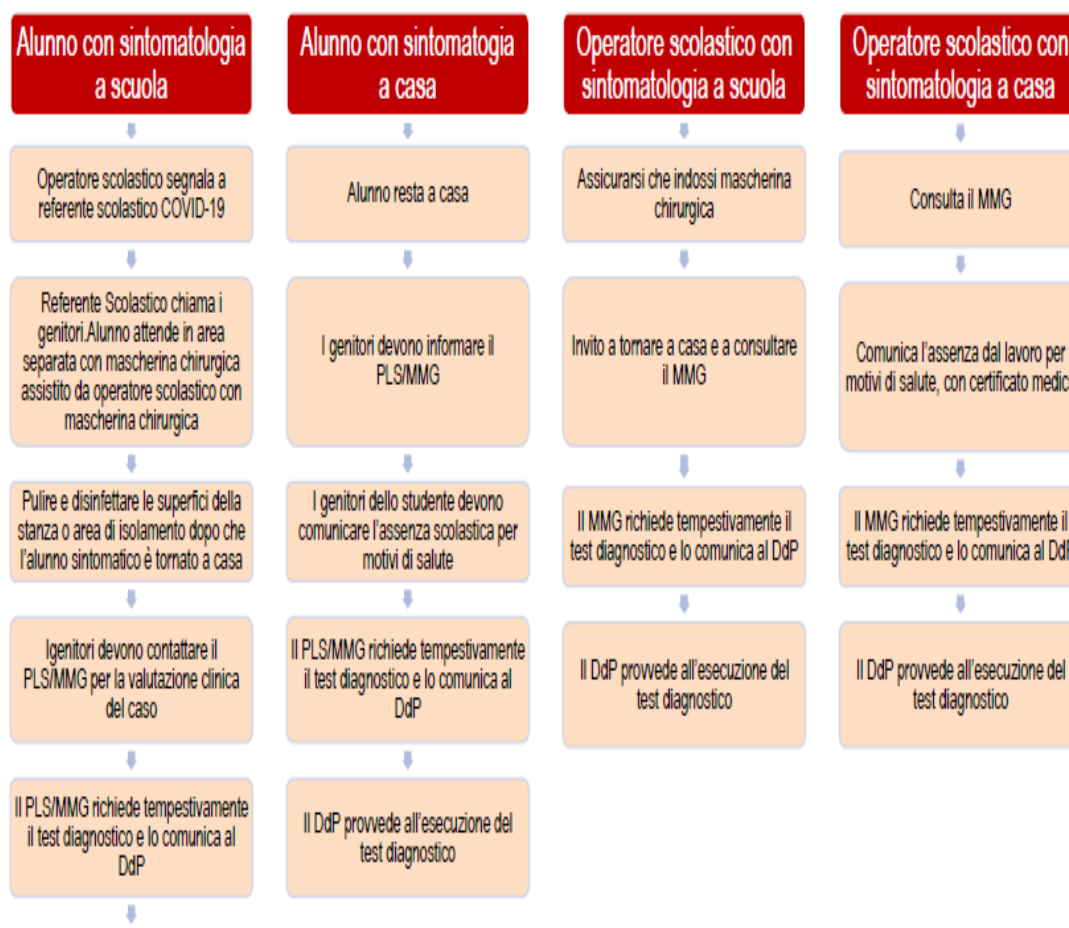 Alunno con sintomatologia
a scuola
Operatore scolastico segnala a
referente scolastico COVID-19
Referente Scolastico chiama i
genitori.Alunno attende in area
separata con mascherina chirurgica
assistito da operatore scolastico con
mascherina chirurgica
Pulire e disinfettare le superfici della
stanza o area di isolamento dopo che
l'alunno sintomatico è tornato a casa
Igenitori devono contattare il
PLS/MMG per la valutazione clinica
del caso
Il PLS/MMG richiede tempestivamente
il test diagnostico e lo comunica al
DdP
Alunno con sintomatogia
a casa
Alunno resta a casa
I genitori devono informare il
PLS/MMG
I genitori dello studente devono
comunicare l'assenza scolastica per
motivi di salute
Il PLS/MMG richiede tempestivamente
il test diagnostico e lo comunica al
DdP
Il DdP provvede all'esecuzione del
test diagnostico
Operatore scolastico con
sintomatologia a scuola
Assicurarsi che indossi mascherina
chirurgica
Invito a tornare a casa e a consultare
il MMG
Il MMG richiede tempestivamente il
test diagnostico e lo comunica al DdP
Il DdP provvede all'esecuzione del
test diagnostico
Operatore scolastico con
sintomatologia a casa
Consulta il MMG
Comunica l'assenza dal lavoro per
motivi di salute, con certificato
Il MMG richiede tempestivamente il
test diagnostico e lo comunica al
Il DdP provvede all'esecuzione del
test diagnostico